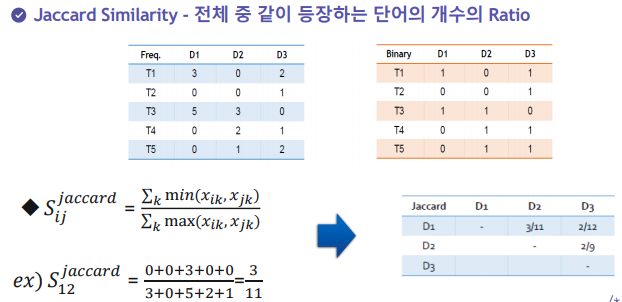 Jaccard Similarity - 전체 중 같이 등장하는 단어의 개수의 Ratio
Freq. D1 D2 D3
T1 3 0 2
T2 0 0 1
T3 5 3 0
T4 0 2 1
T5 0 1 2
Binary D1 D2 D3
T1 1 0 1
T2 0 0 1
T3 1 1 0
T4 0 1 1
T5 0 1 1
◆ S_{ij}^{jaccard} = \frac{∑_k min(x_{ik}, x_{jk})}{∑_k max(x_{ik}, x_{jk})}
ex) S_{12}^{jaccard} = \frac{0+0+3+0+0}{3+0+5+2+1} = \frac{3}{11}
Jaccard D1 D2 D3
D1 - 3/11 2/12
D2 - 2/9
D3 -